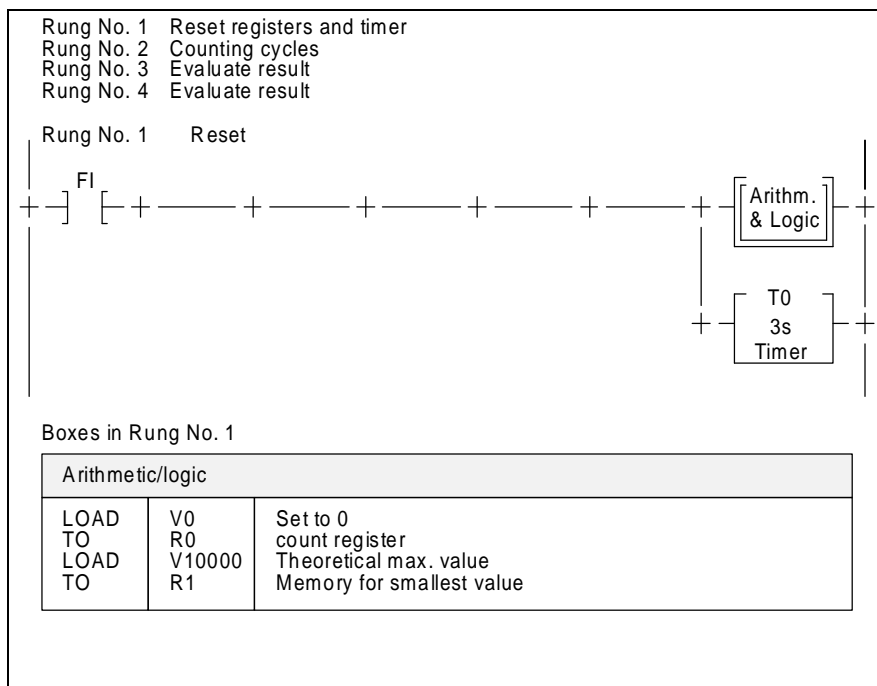 Rung No. 1 Reset registers and timer
Rung No. 2 Counting cycles
Rung No. 3 Evaluate result
Rung No. 4 Evaluate result
Rung No. 1 Reset
FI
Arithm.
& Logic
T0
3s
Timer
Boxes in Rung No. 1
Arithmetic/logic
LOAD V0 Set to 0
TO R0 count register
LOAD V10000 Theoretical max. value
TO R1 Memory for smallest value